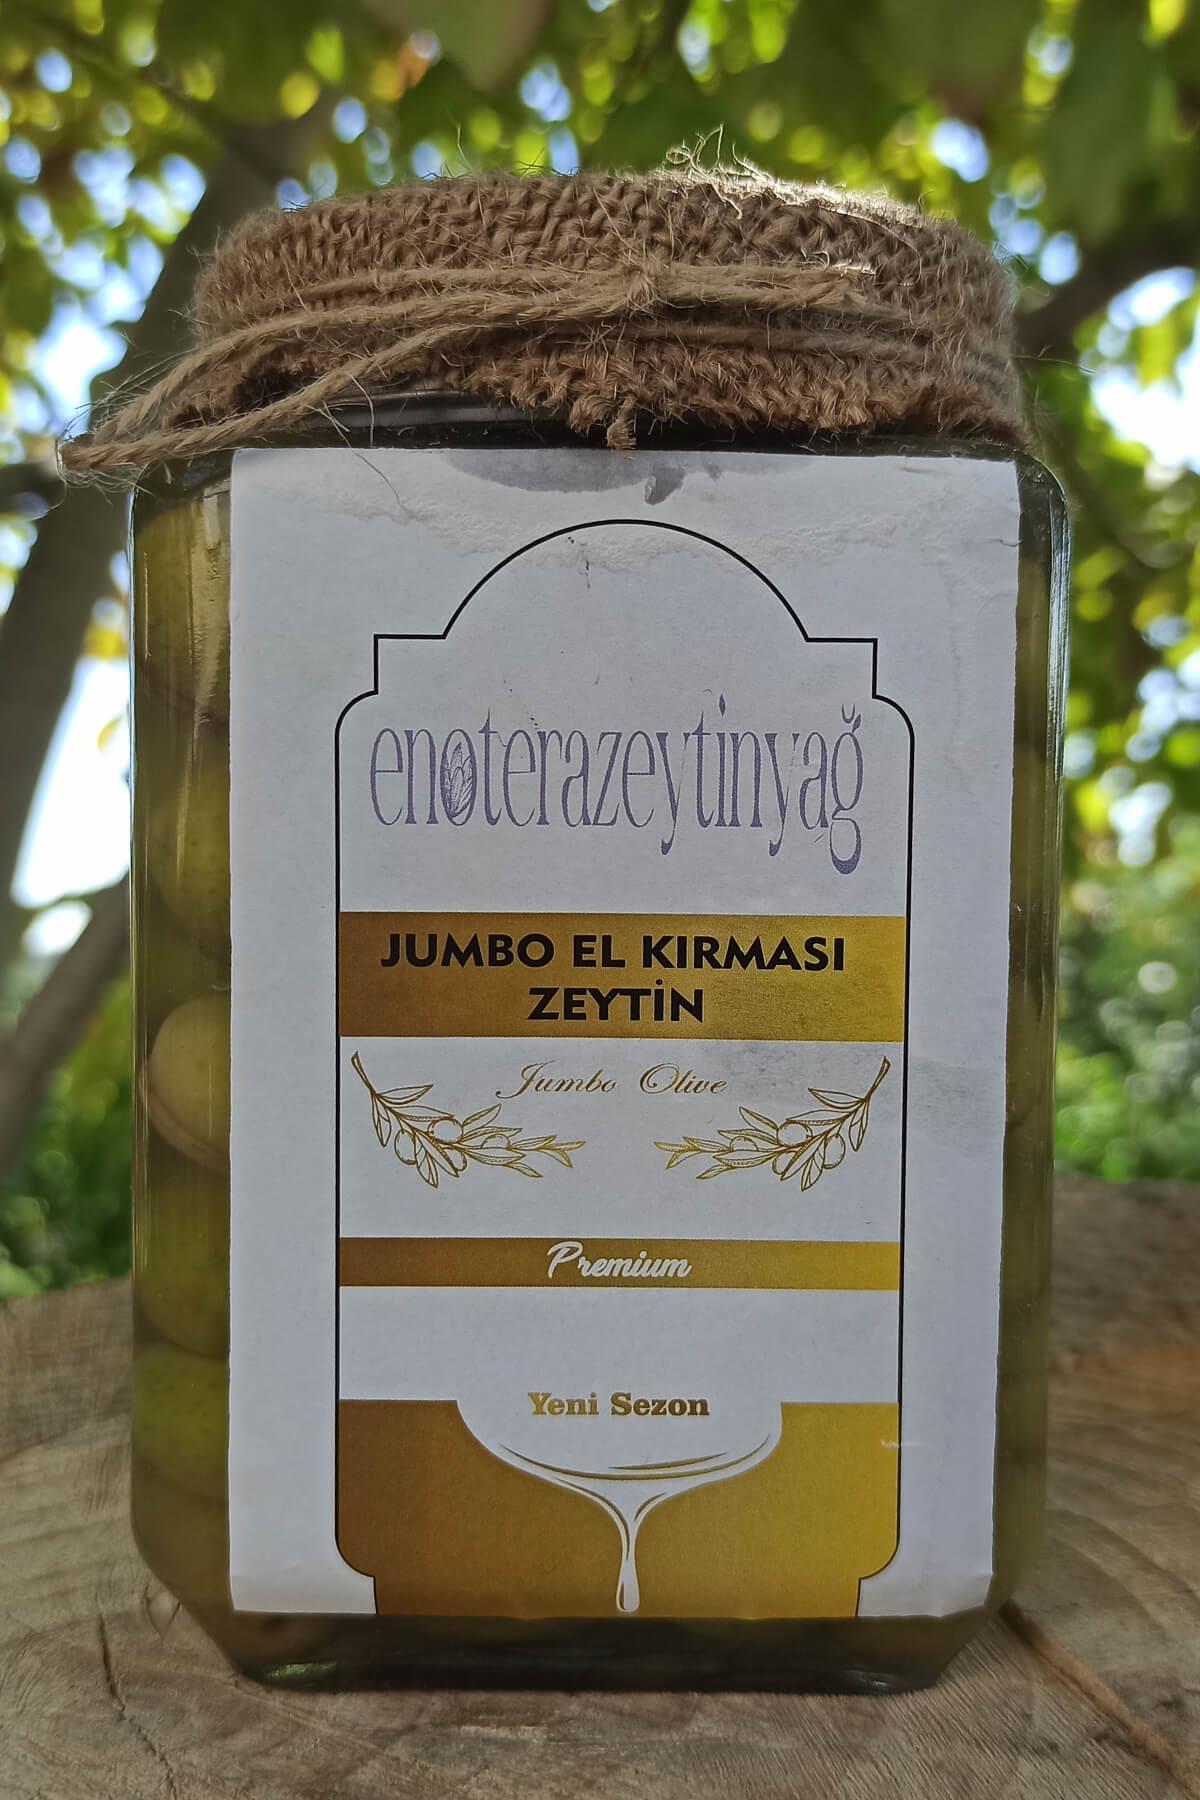 enoterazeytinyağ
JUMBO EL KIRMASI
ZEYTİN
Jumbo Olive
Premium
Yeni Sezon